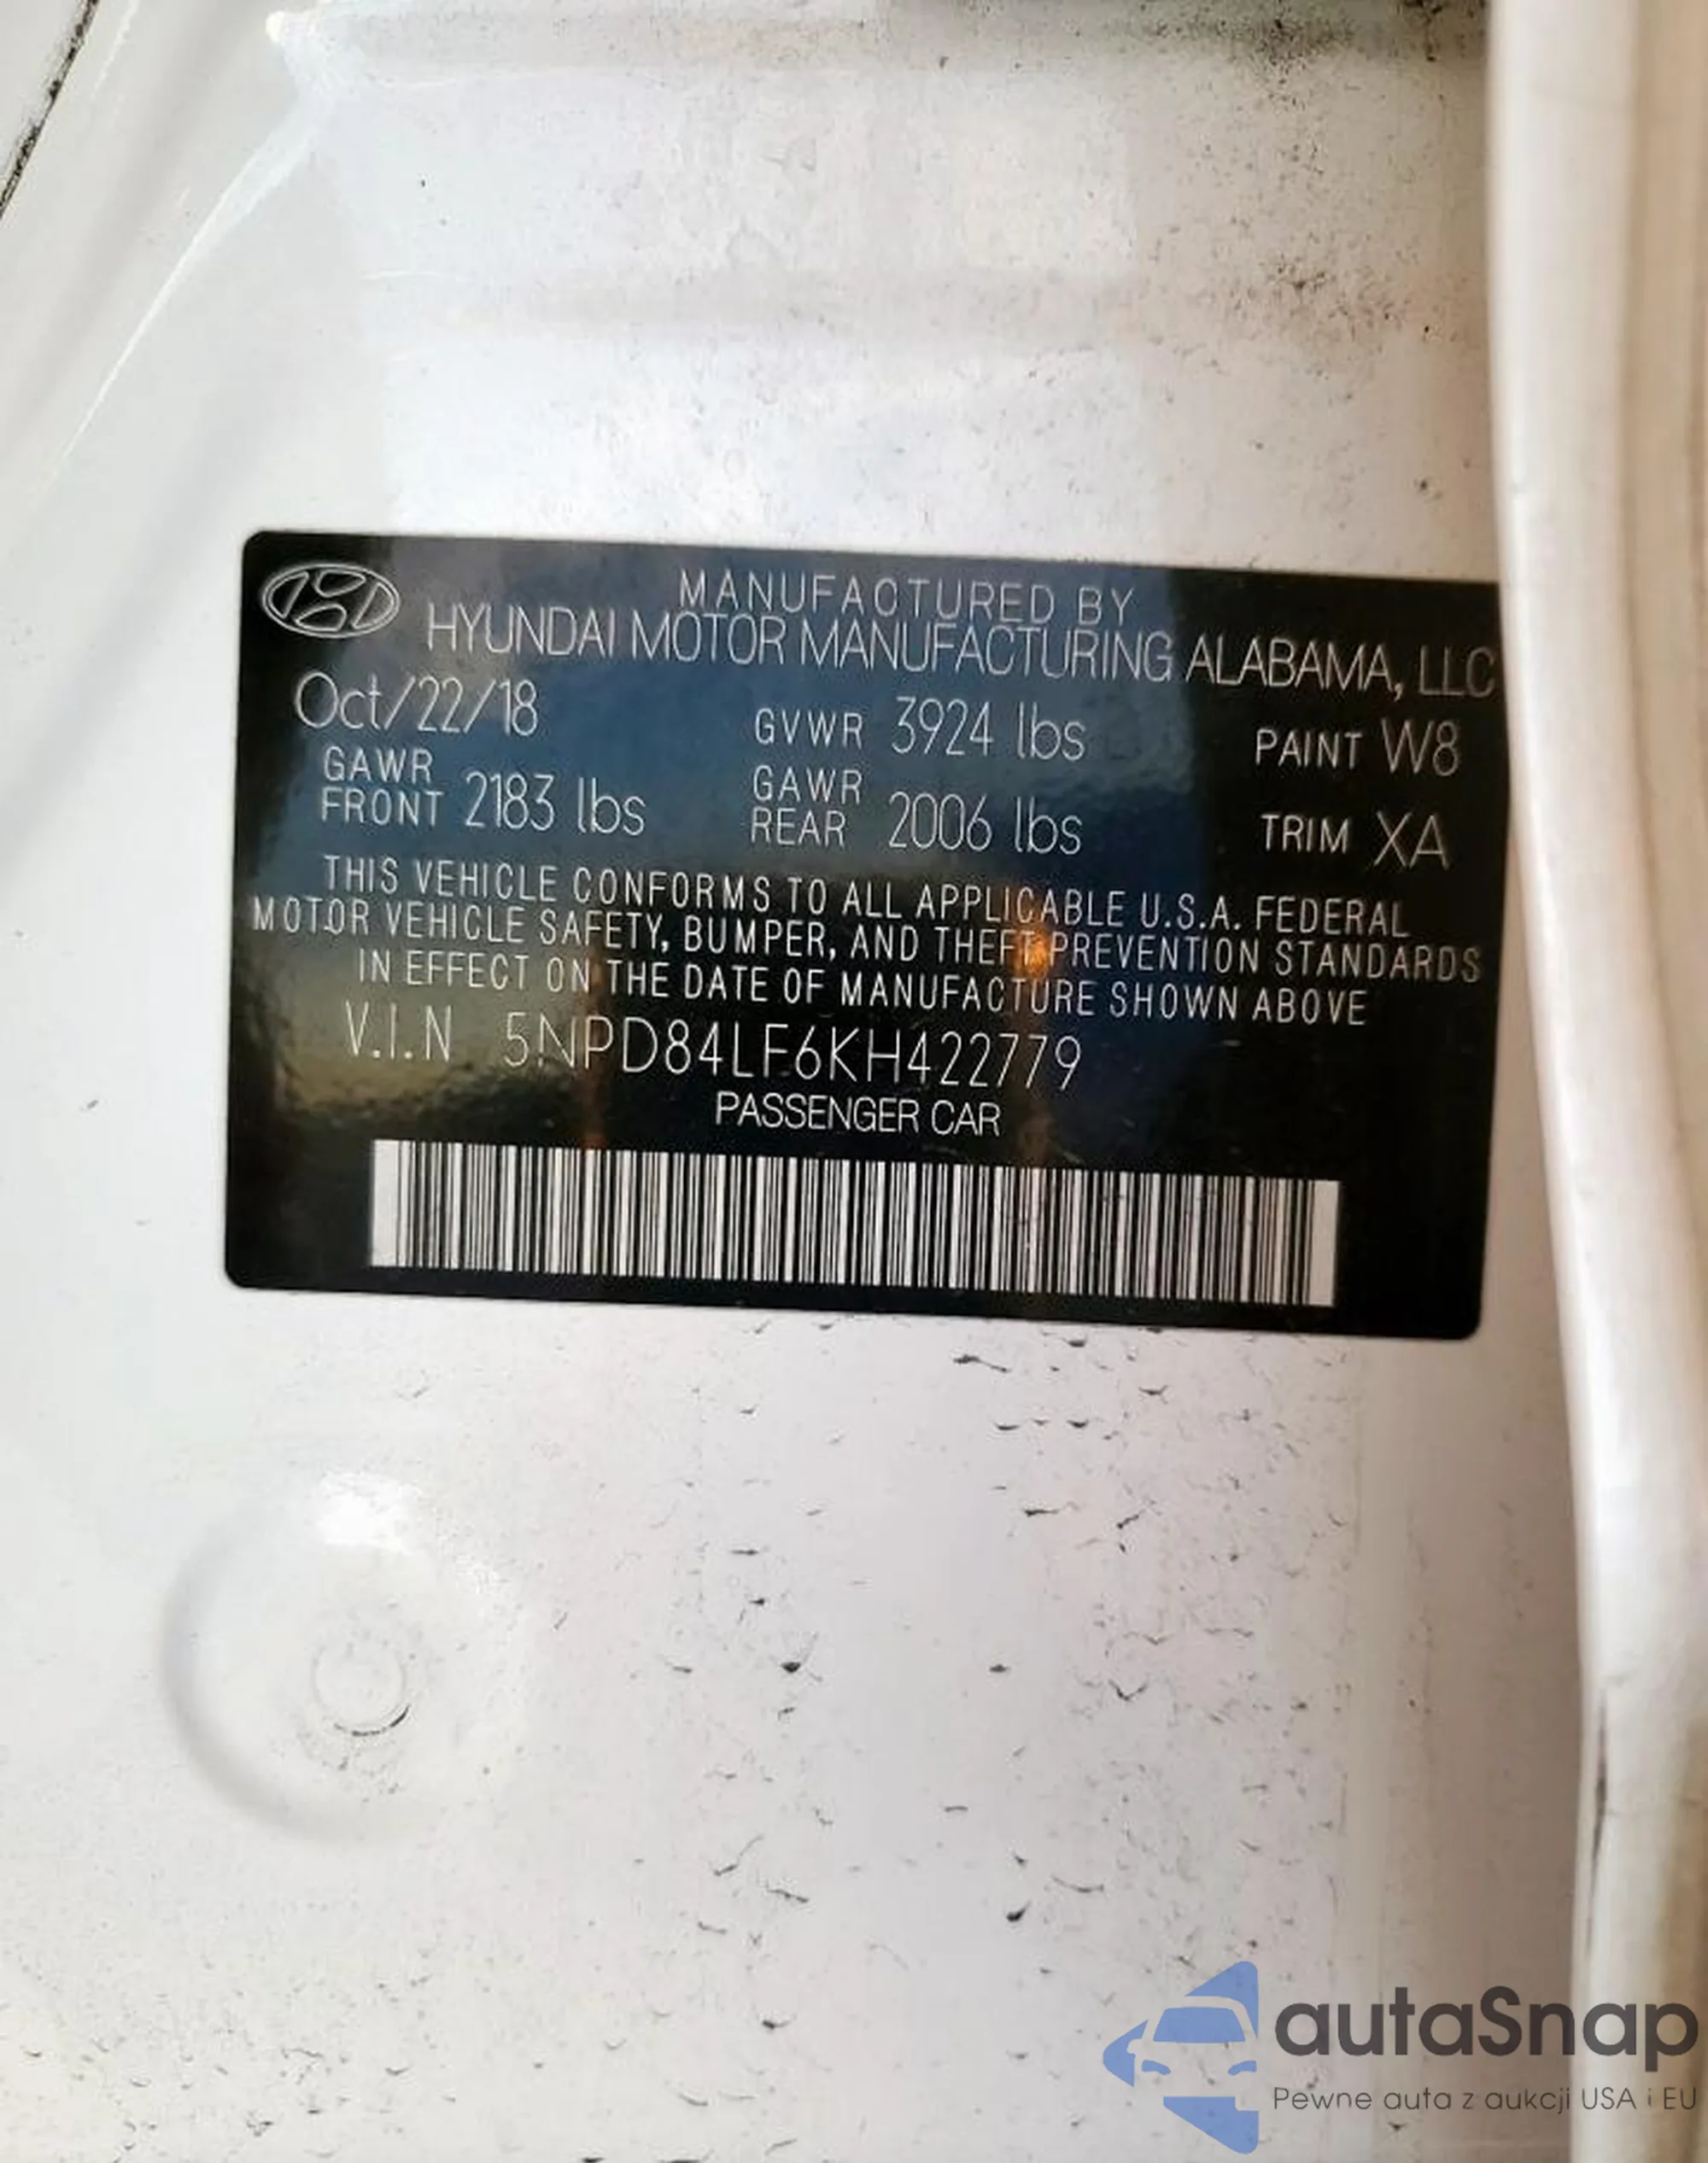 MANUFACTURED BY
HYUNDAI MOTOR MANUFACTURING ALABAMA, LLC
Oct/22/18 GVWR 3924 lbs PAINT W8
GAWR FRONT 2183 lbs GAWR REAR 2006 lbs TRIM XA
THIS VEHICLE CONFORMS TO ALL APPLICABLE U.S.A. FEDERAL
MOTOR VEHICLE SAFETY, BUMPER, AND THEFT PREVENTION STANDARDS
IN EFFECT ON THE DATE OF MANUFACTURE SHOWN ABOVE
V.I.N 5NPD84LF6KH422779
PASSENGER CAR
autaSnap
Pewne auta z aukcji USA i EU